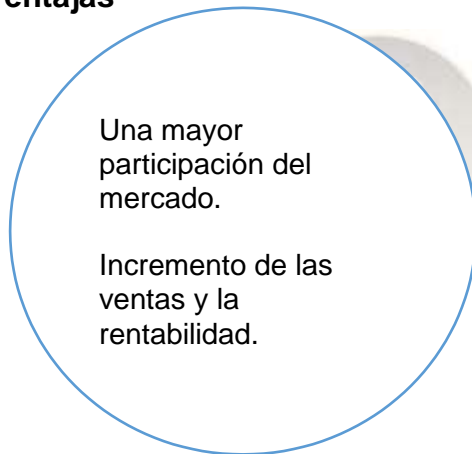 entajas
Una mayor
participación del
mercado.
Incremento de las
ventas y la
rentabilidad.